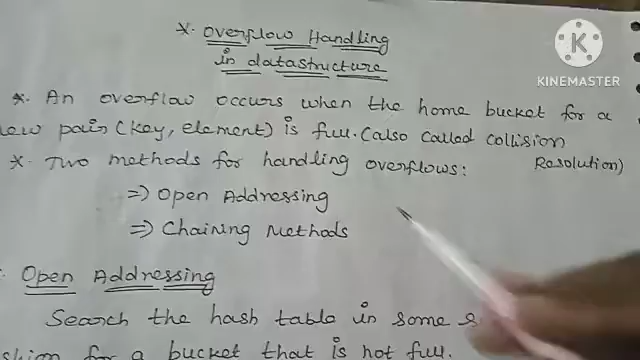 * Overflow Handling
in datastructure
K
KINEMASTER
* An overflow occurs when the home bucket for a
new pair (key, element) is full. (also called collision
Resolution)
* Two methods for handling overflows:
=> Open Addressing
=> Chaining Methods
Open Addressing
Search the hash table in some
for a bucket that is not full.